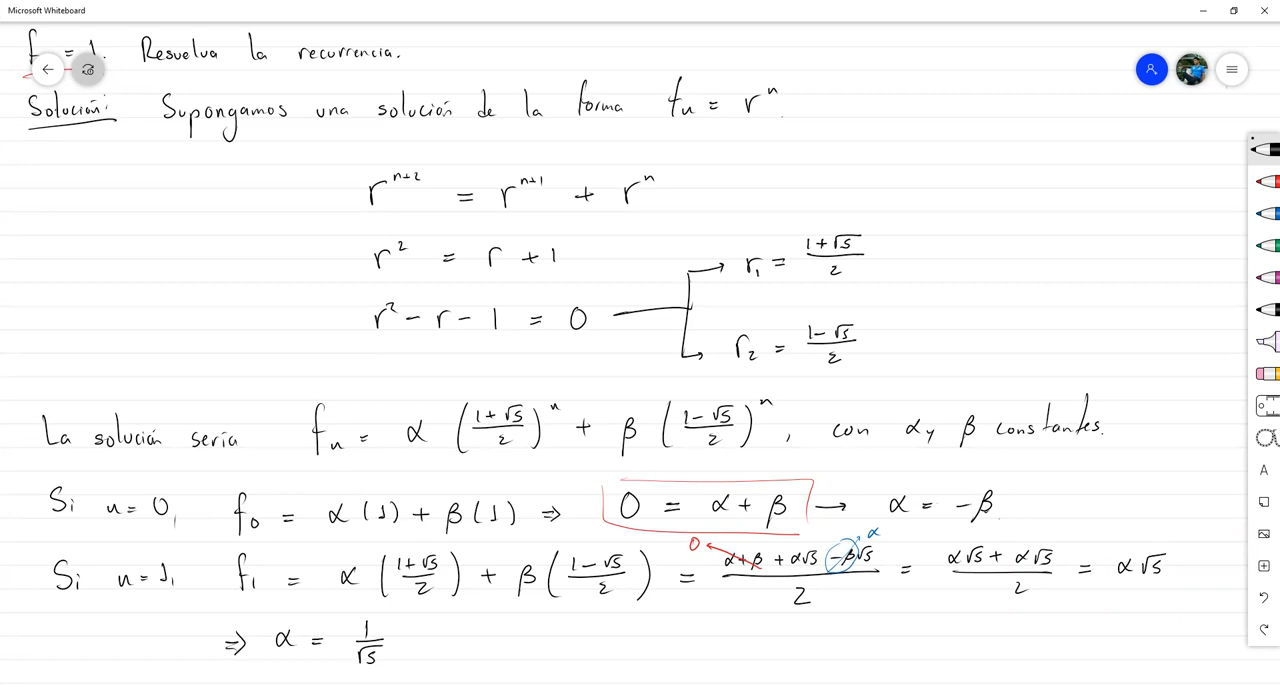 Microsoft Whiteboard
f = 1. Resuelva la recurrencia.
Solución: Supongamos una solución de la forma fₙ = rⁿ.
rⁿ⁺² = rⁿ⁺¹ + rⁿ
r² = r + 1
r₁ = (1+√5)/2
r² - r - 1 = 0
r₂ = (1-√5)/2
La solución sería fₙ = α ((1+√5)/2)ⁿ + β ((1-√5)/2)ⁿ, con α y β constantes.
Si n=0, f₀ = α(1) + β(1) ⇒ 0 = α + β → α = -β.
0 α
Si n=1, f₁ = α ((1+√5)/2) + β ((1-√5)/2) = (α+β + α√5 - β√5)/2 = (α√5 + α√5)/2 = α√5
⇒ α = 1/√5
A